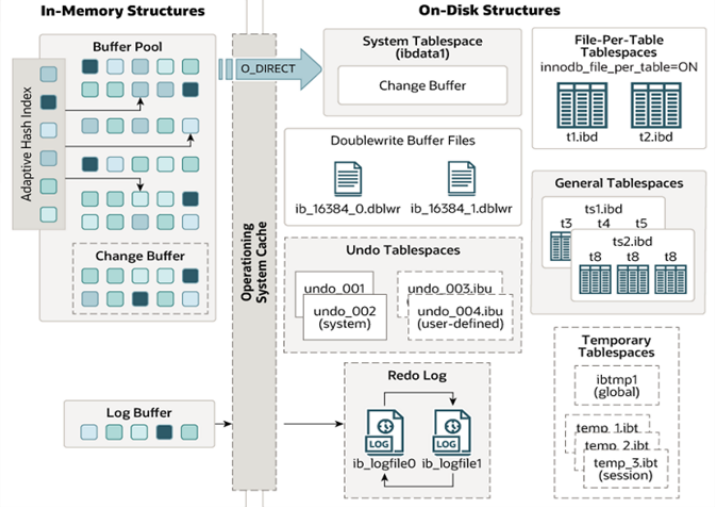 In-Memory Structures
On-Disk Structures
Buffer Pool
Adaptive Hash Index
Change Buffer
Log Buffer
Operationing
System Cache
O_DIRECT
System Tablespace
(ibdata1)
Change Buffer
Doublewrite Buffer Files
ib_16384_0.dblwr
ib_16384_1.dblwr
Undo Tablespaces
undo_001
undo_002
(system)
undo_003.ibu
undo_004.ibu
(user-defined)
Redo Log
LOG
LOG
ib_logfile0
ib_logfile1
File-Per-Table
Tablespaces
innodb_file_per_table=ON
t1.ibd
t2.ibd
General Tablespaces
ts1.ibd
t3 t4 t5
ts2.ibd
t8 t8 t8
Temporary
Tablespaces
ibtmp1
(global)
temp_1.ibt
temp_2.ibt
temp_3.ibt
(session)